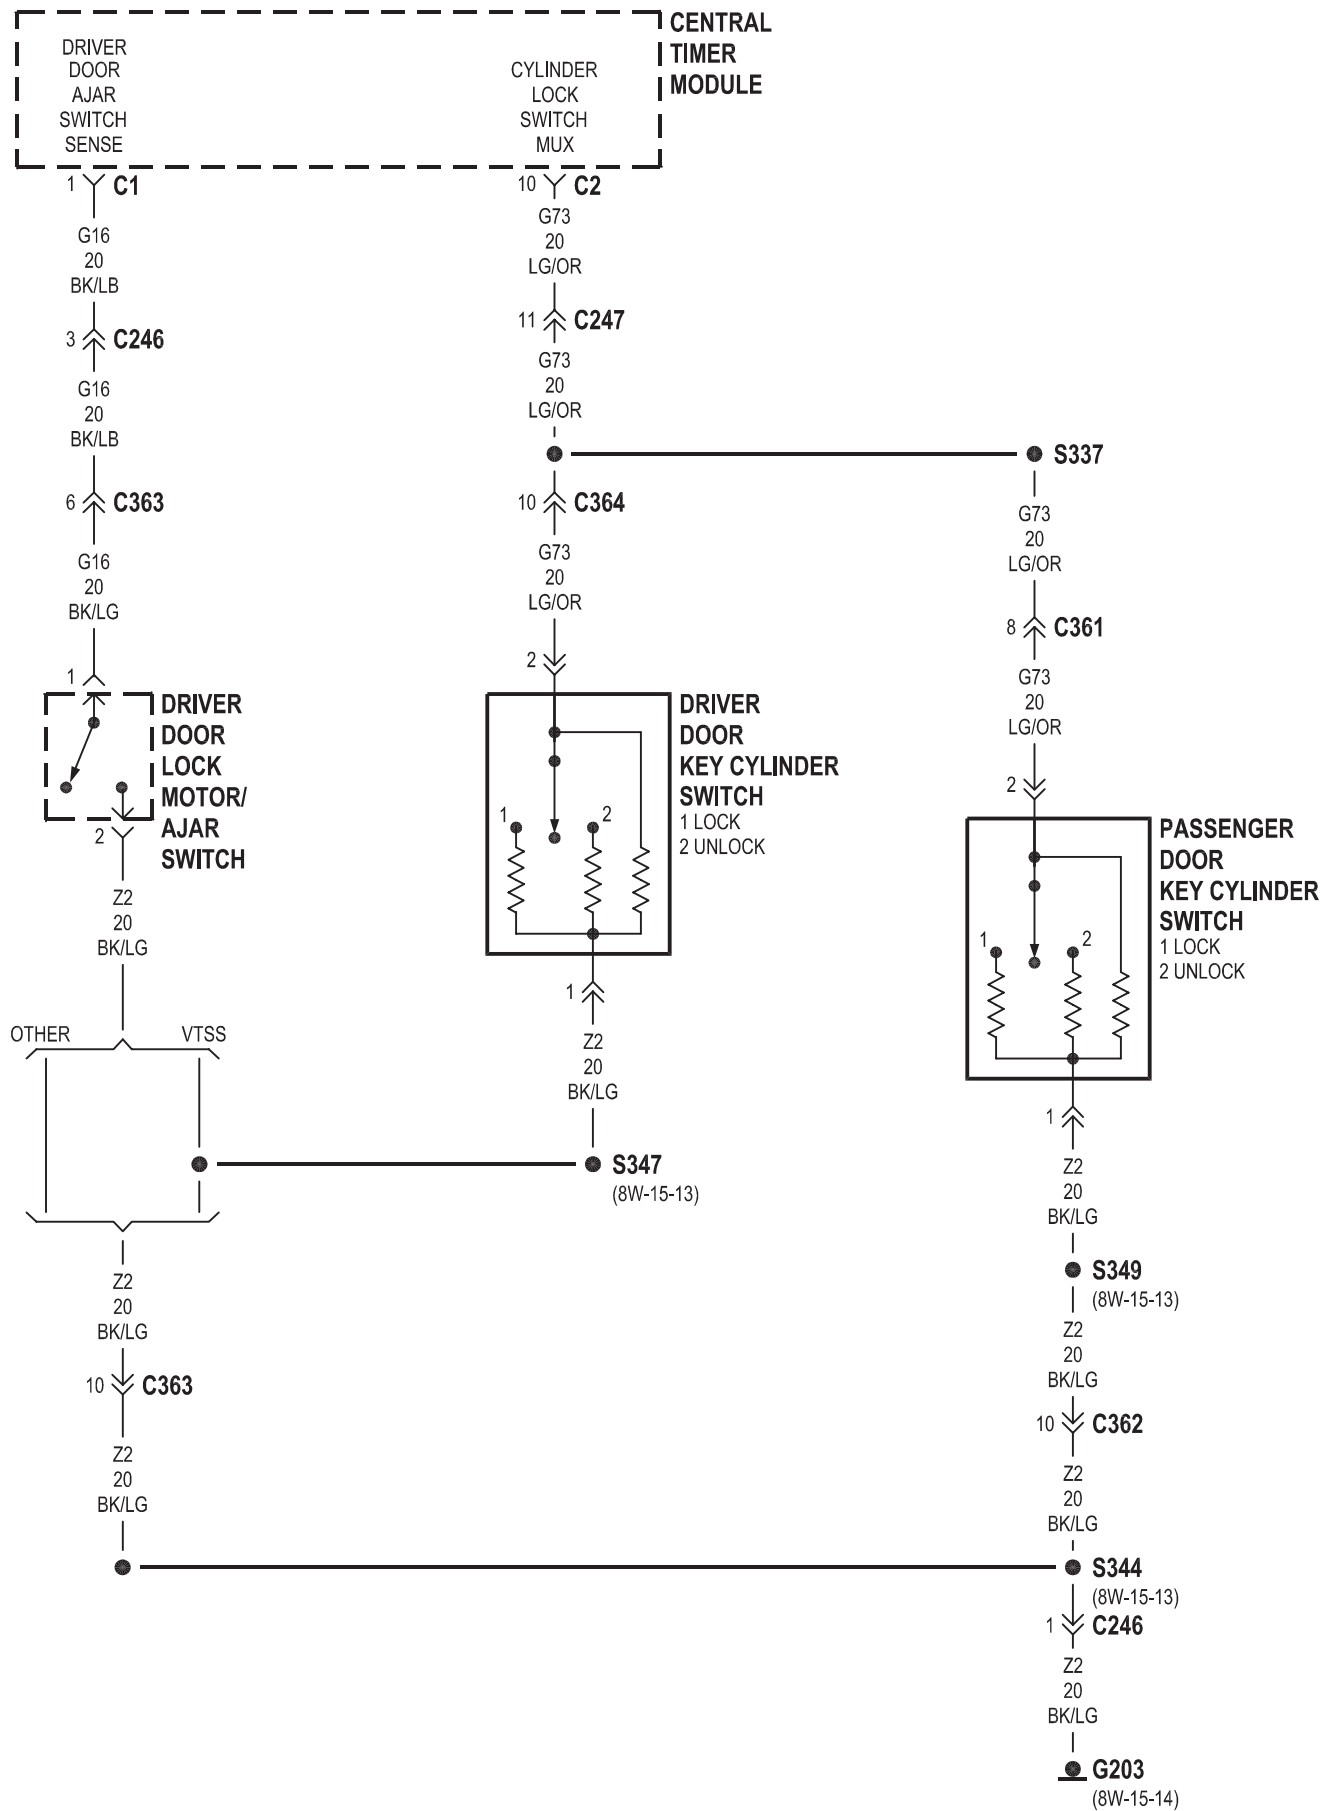 CENTRAL
TIMER
MODULE
DRIVER
DOOR
AJAR
SWITCH
SENSE
CYLINDER
LOCK
SWITCH
MUX
1 C1
G16
20
BK/LB
3 C246
G16
20
BK/LB
6 C363
G16
20
BK/LG
1
DRIVER
DOOR
LOCK
MOTOR/
AJAR
SWITCH
2
Z2
20
BK/LG
OTHER
VTSS
Z2
20
BK/LG
10 C363
Z2
20
BK/LG
10 C2
G73
20
LG/OR
11 C247
G73
20
LG/OR
10 C364
G73
20
LG/OR
2
DRIVER
DOOR
KEY CYLINDER
SWITCH
1 LOCK
2 UNLOCK
1
2
1
Z2
20
BK/LG
S347
(8W-15-13)
S337
G73
20
LG/OR
8 C361
G73
20
LG/OR
2
PASSENGER
DOOR
KEY CYLINDER
SWITCH
1 LOCK
2 UNLOCK
1
2
1
Z2
20
BK/LG
S349
(8W-15-13)
Z2
20
BK/LG
10 C362
Z2
20
BK/LG
S344
(8W-15-13)
1 C246
Z2
20
BK/LG
G203
(8W-15-14)